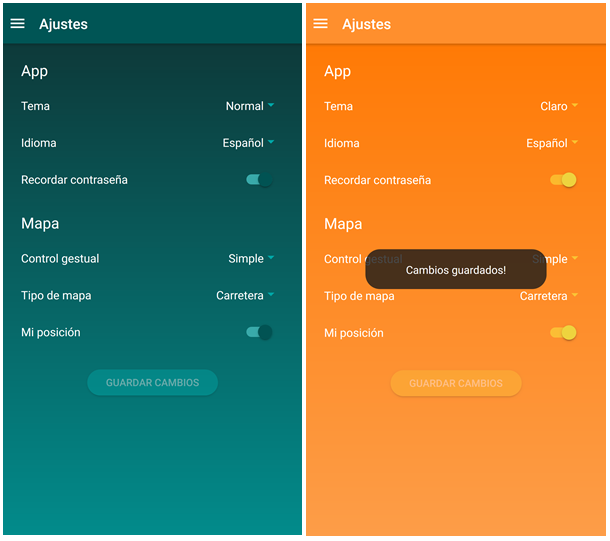 Ajustes
App
Tema Normal
Idioma Español
Recordar contraseña
Mapa
Control gestual Simple
Tipo de mapa Carretera
Mi posición
GUARDAR CAMBIOS
Ajustes
App
Tema Claro
Idioma Español
Recordar contraseña
Mapa
Control gestual Simple
Cambios guardados!
Tipo de mapa Carretera
Mi posición
GUARDAR CAMBIOS